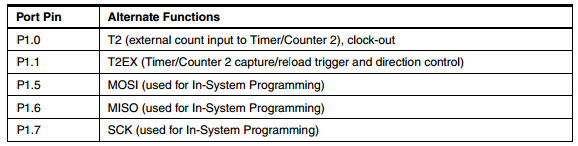 Port Pin Alternate Functions
P1.0 T2 (external count input to Timer/Counter 2), clock-out
P1.1 T2EX (Timer/Counter 2 capture/reload trigger and direction control)
P1.5 MOSI (used for In-System Programming)
P1.6 MISO (used for In-System Programming)
P1.7 SCK (used for In-System Programming)